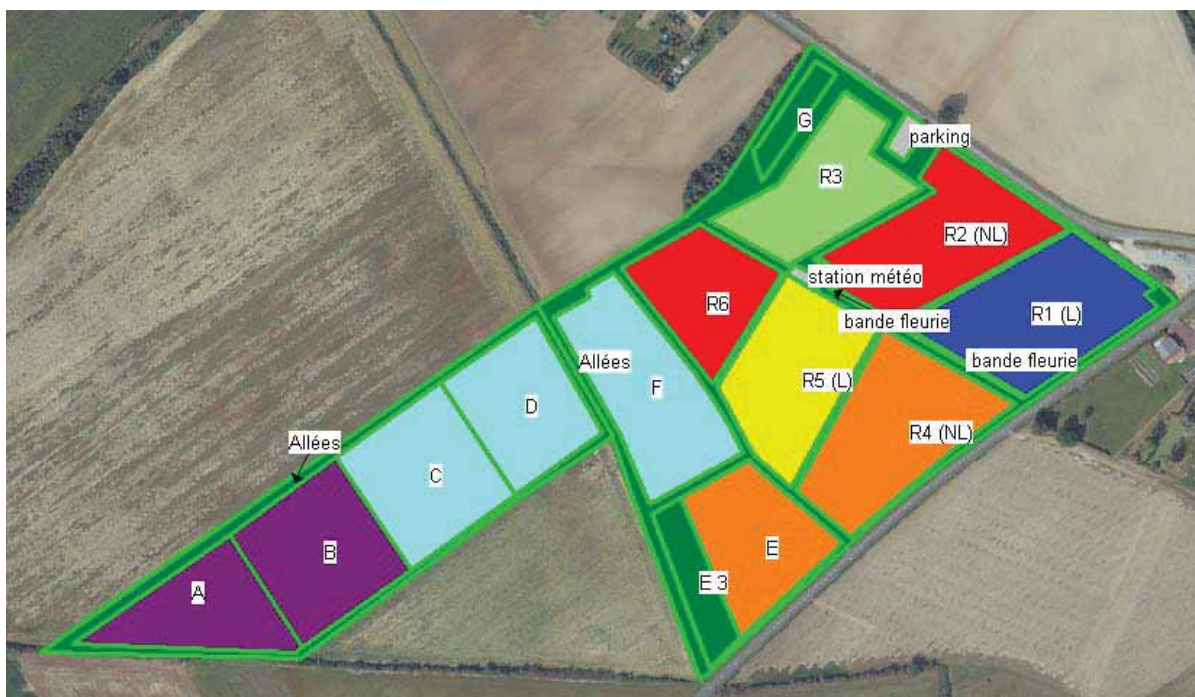 G
parking
R3
R2 (NL)
station météo
R6
bande fleurie
R1 (L)
Allées
bande fleurie
R5 (L)
F
D
R4 (NL)
Allées
C
B
E
E 3
A